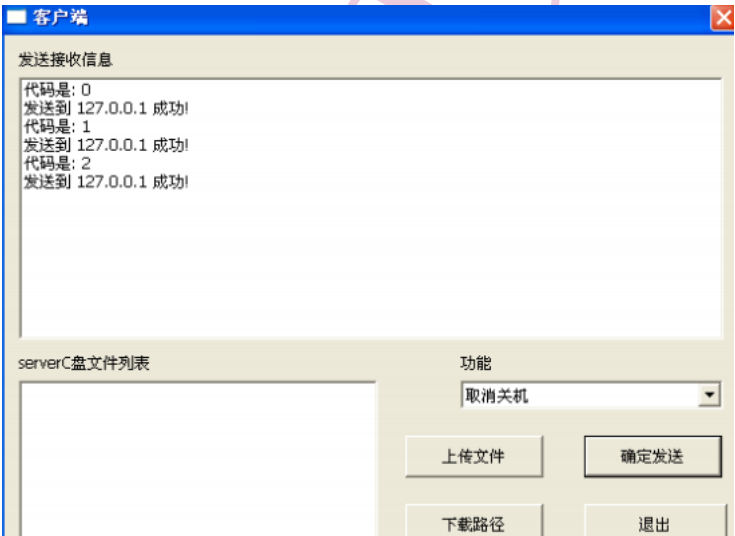 客户端
发送接收信息
代码是: 0
发送到 127.0.0.1 成功!
代码是: 1
发送到 127.0.0.1 成功!
代码是: 2
发送到 127.0.0.1 成功!
serverC盘文件列表
功能
取消关机
上传文件
确定发送
下载路径
退出